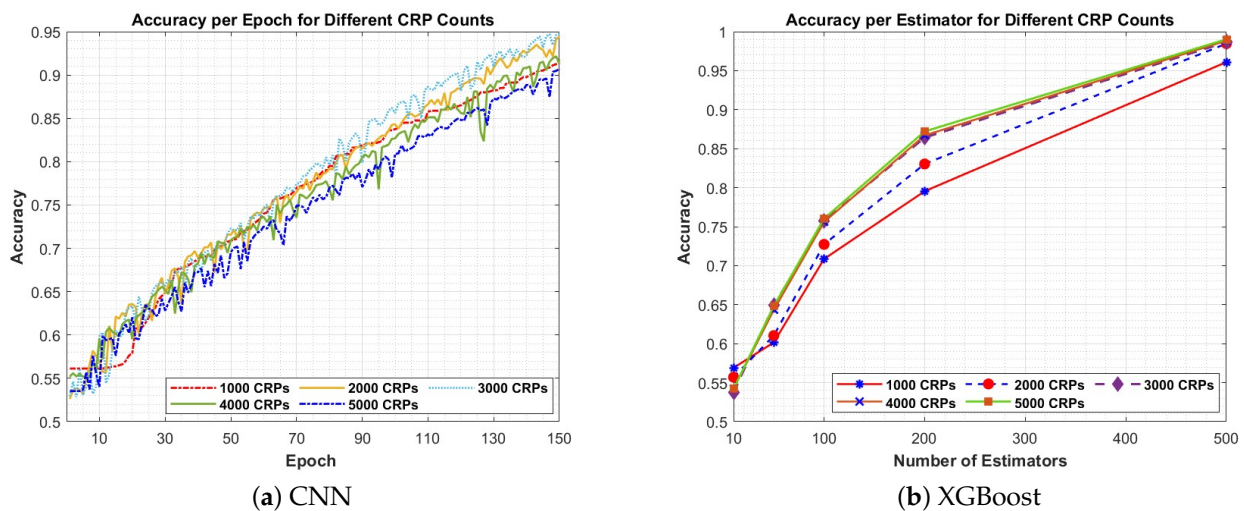 Accuracy per Epoch for Different CRP Counts
0.95
0.9
0.85
0.8
0.75
0.7
0.65
0.6
0.55
0.5
Accuracy
1000 CRPs 2000 CRPs 3000 CRPs
4000 CRPs 5000 CRPs
10 30 50 70 90 110 130 150
Epoch
(a) CNN
Accuracy per Estimator for Different CRP Counts
1
0.95
0.9
0.85
0.8
0.75
0.7
0.65
0.6
0.55
0.5
Accuracy
1000 CRPs 2000 CRPs 3000 CRPs
4000 CRPs 5000 CRPs
10 100 200 300 400 500
Number of Estimators
(b) XGBoost